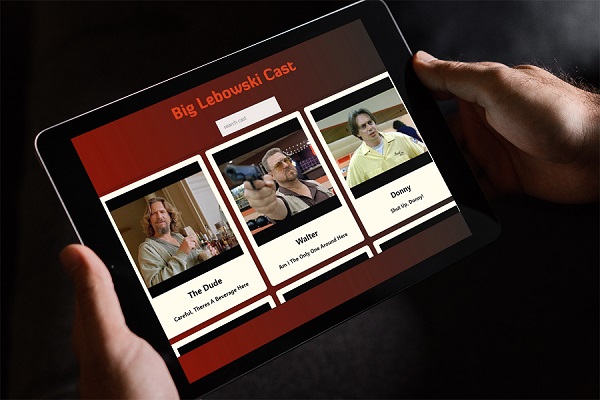 Big Lebowski Cast
search cast
The Dude
Careful, Theres A Beverage Here
Walter
Am I The Only One Around Here
Donny
Shut Up, Donny!